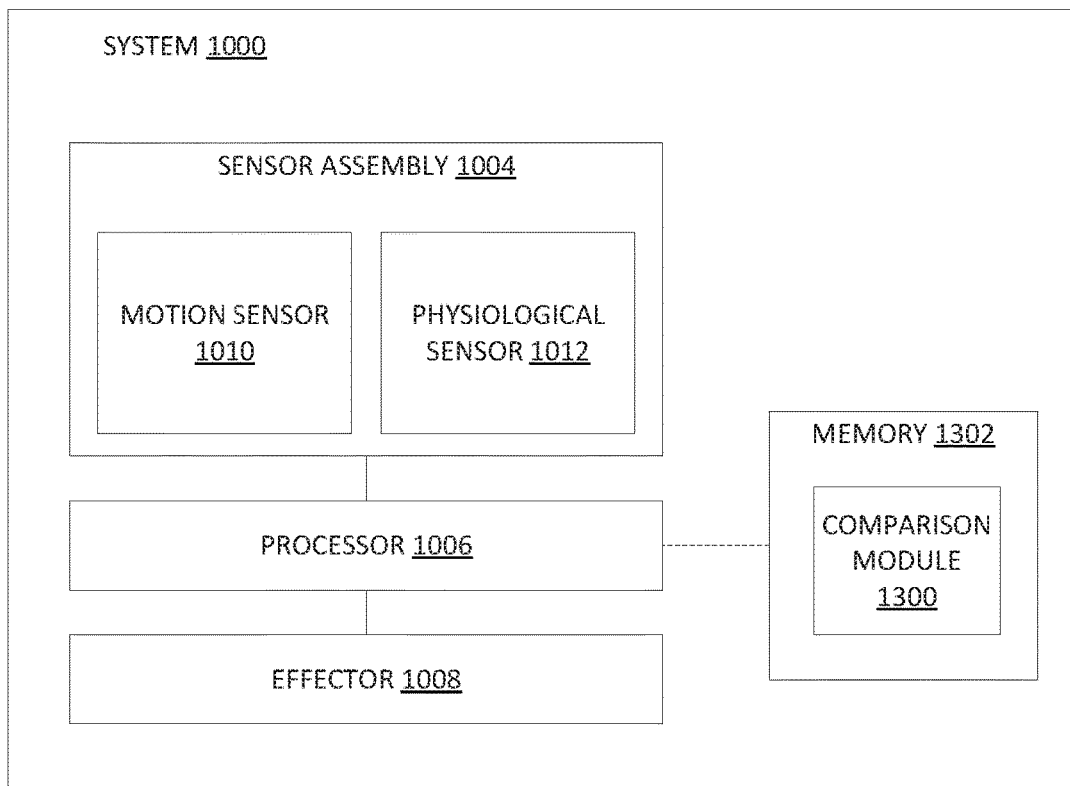 SYSTEM 1000
SENSOR ASSEMBLY 1004
MOTION SENSOR
1010
PHYSIOLOGICAL
SENSOR 1012
MEMORY 1302
COMPARISON
MODULE
1300
PROCESSOR 1006
EFFECTOR 1008